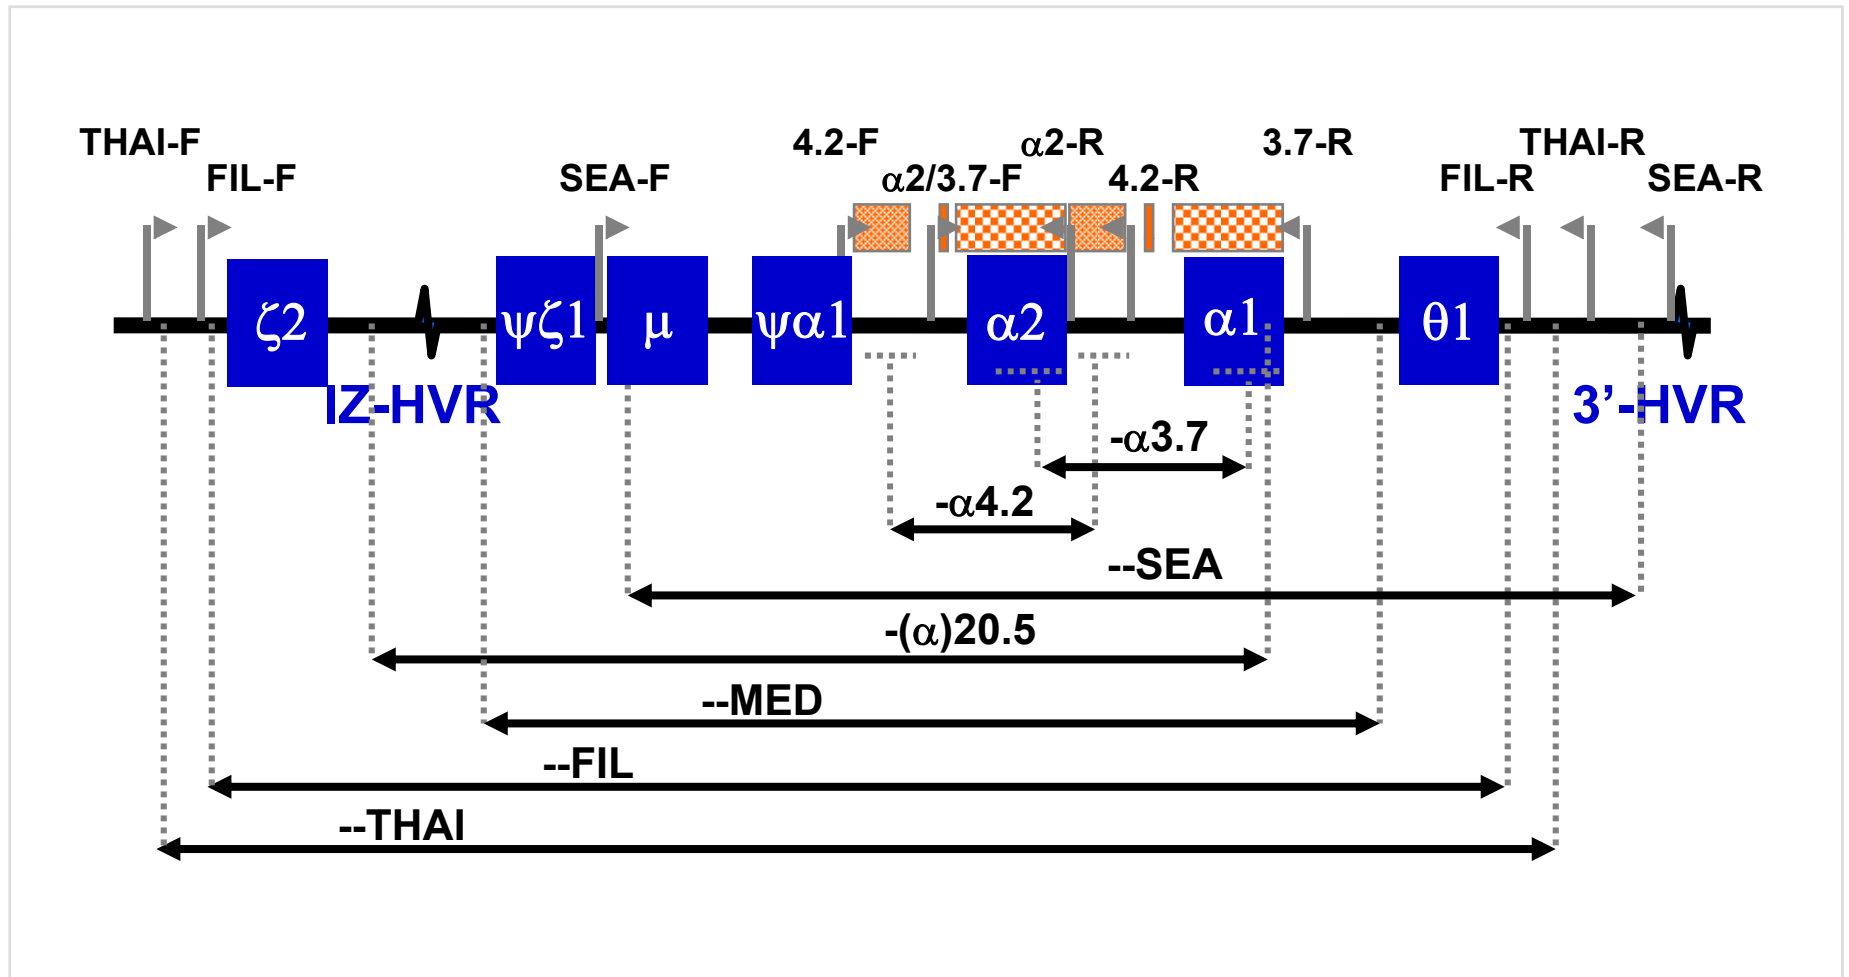 THAI-F
FIL-F
SEA-F
4.2-F
α2/3.7-F
α2-R
4.2-R
3.7-R
FIL-R
THAI-R
SEA-R
ζ2
ψζ1
μ
ψα1
α2
α1
θ1
IZ-HVR
3’-HVR
-α3.7
-α4.2
--SEA
-(α)20.5
--MED
--FIL
--THAI